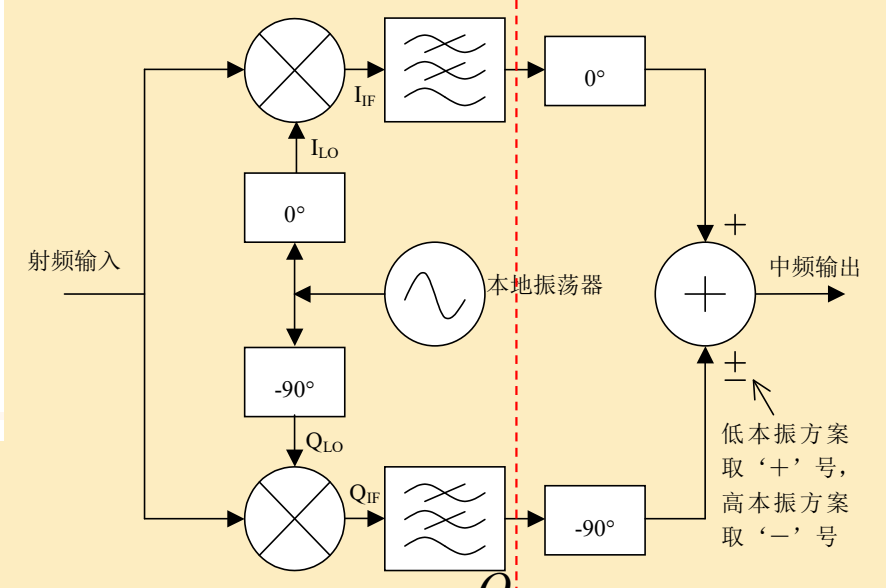 0°
I_IF
I_LO
0°
射频输入
本地振荡器
中频输出
+
+
±
-90°
Q_LO
Q_IF
-90°
低本振方案
取‘+’号,
高本振方案
取‘-’号
Q